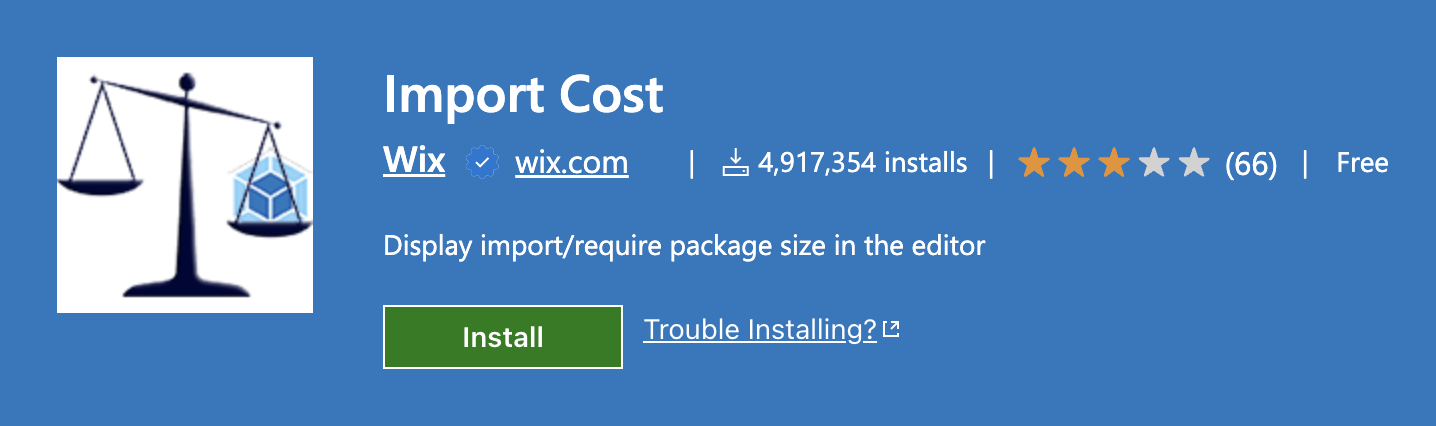 Import Cost
Wix wix.com | 4,917,354 installs | (66) | Free
Display import/require package size in the editor
Install Trouble Installing?